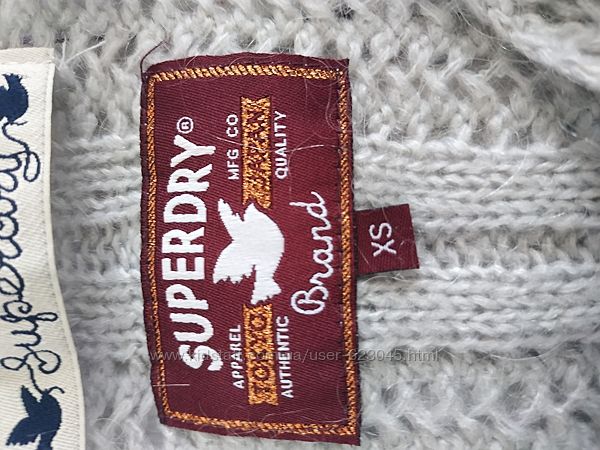 Superdry
SUPERDRY®
APPAREL MFG CO
AUTHENTIC QUALITY
Brand
XS